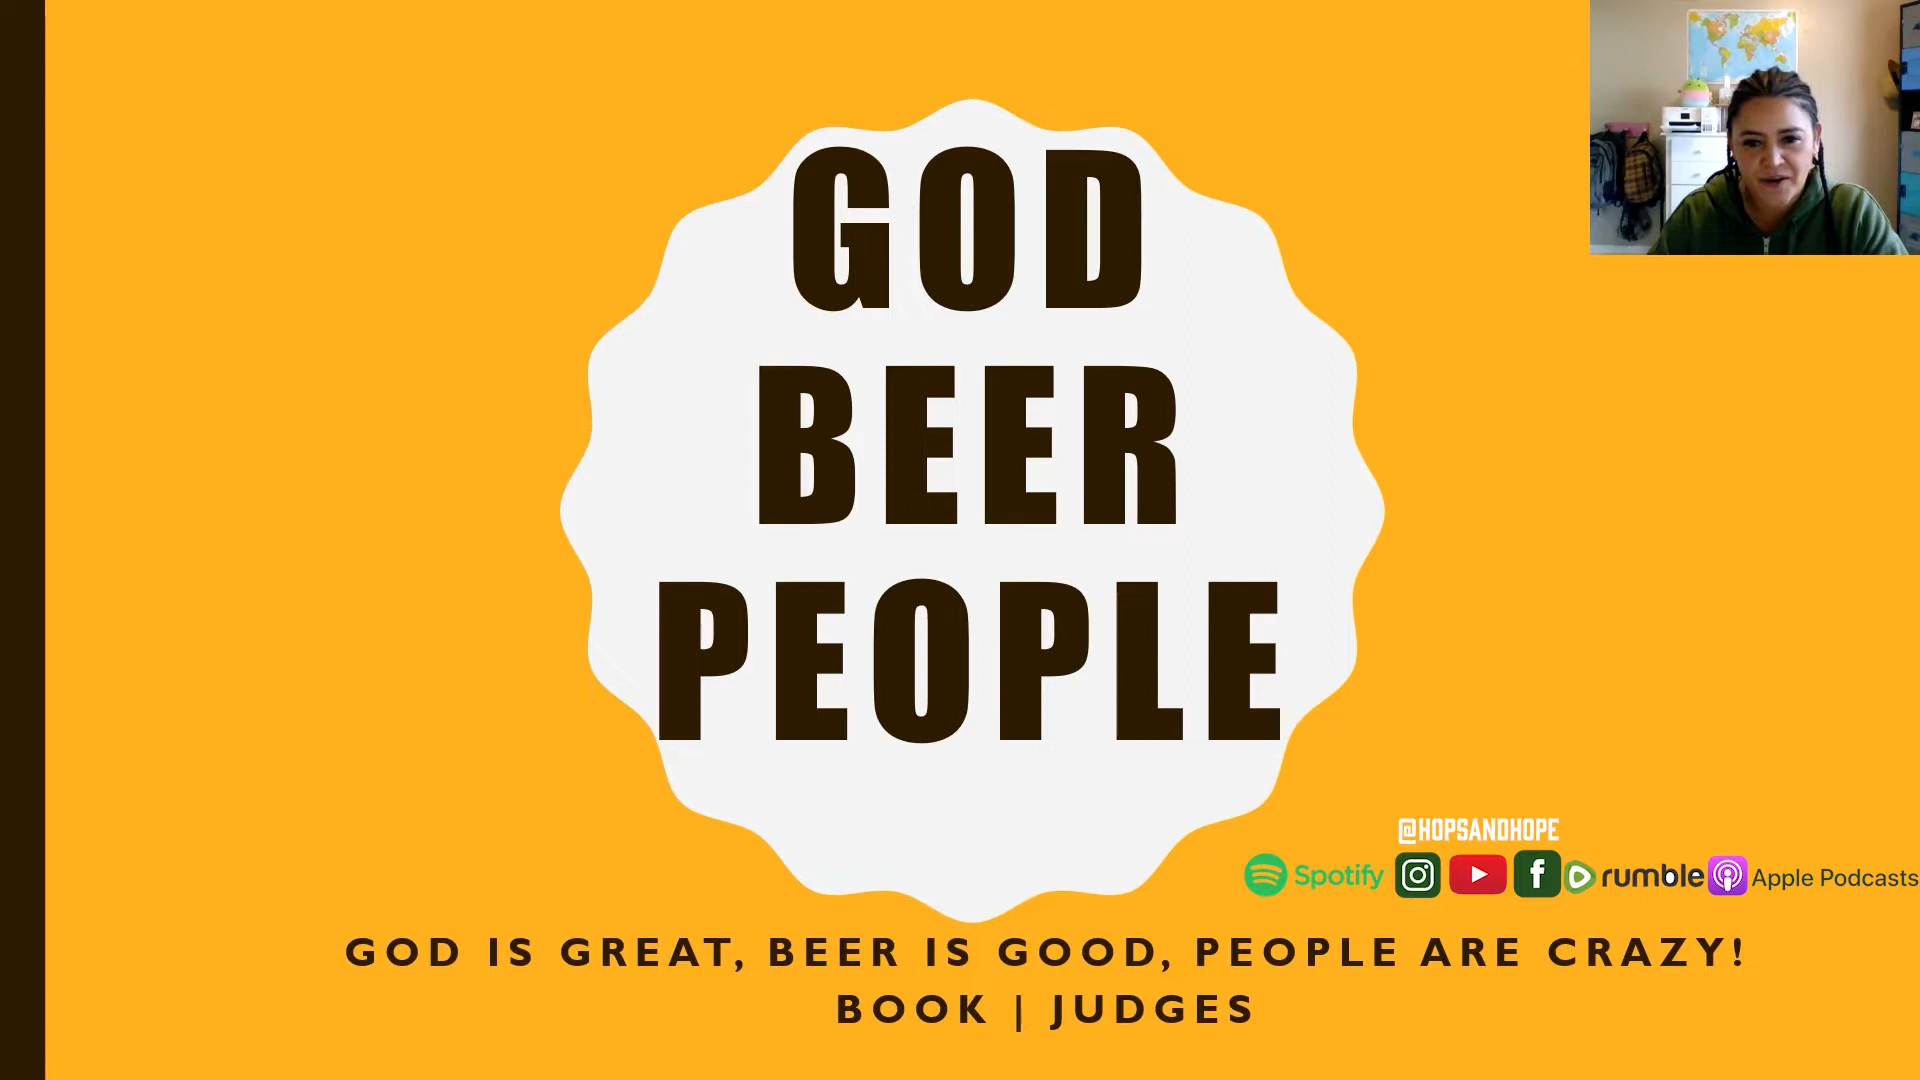 GOD
BEER
PEOPLE
@HOPSANDHOPE
Spotify rumble Apple Podcasts
GOD IS GREAT, BEER IS GOOD, PEOPLE ARE CRAZY!
BOOK | JUDGES